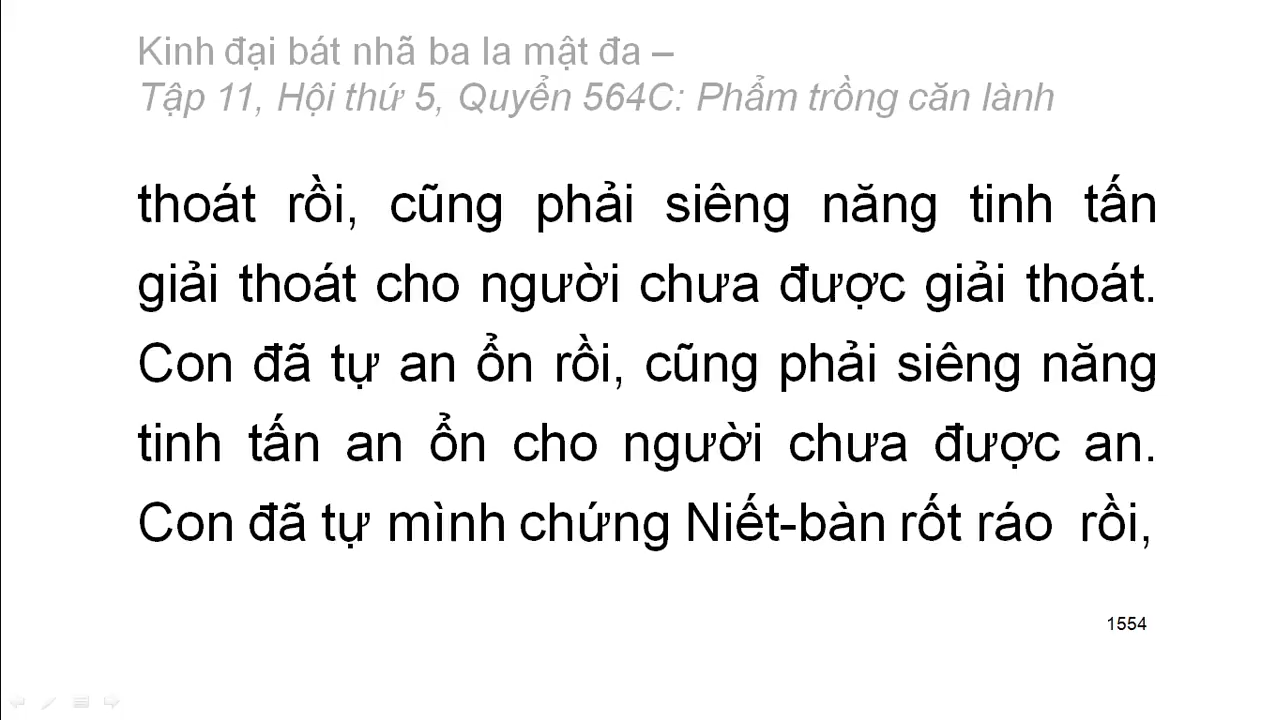 Kinh đại bát nhã ba la mật đa –
Tập 11, Hội thứ 5, Quyển 564C: Phẩm trồng căn lành
thoát rồi, cũng phải siêng năng tinh tấn
giải thoát cho người chưa được giải thoát.
Con đã tự an ổn rồi, cũng phải siêng năng
tinh tấn an ổn cho người chưa được an.
Con đã tự mình chứng Niết-bàn rốt ráo rồi,
1554